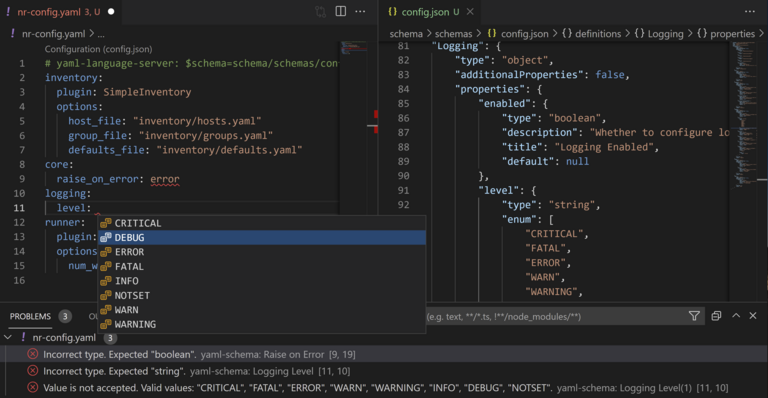 nr-config.yaml 3, U
nr-config.yaml > ...
Configuration (config.json)
1 # yaml-language-server: $schema=schema/schemas/con
2 inventory:
3 plugin: SimpleInventory
4 options:
5 host_file: "inventory/hosts.yaml"
6 group_file: "inventory/groups.yaml"
7 defaults_file: "inventory/defaults.yaml"
8 core:
9 raise_on_error: error
10 logging:
11 level:
12 runner:
13 plugin:
14 options
15 num_w
16
CRITICAL
DEBUG
ERROR
FATAL
INFO
NOTSET
WARN
WARNING
config.json U
schema > schemas > config.json > definitions > Logging > properties >
81 "Logging": {
82 "type": "object",
83 "additionalProperties": false,
84 "properties": {
85 "enabled": {
86 "type": "boolean",
87 "description": "Whether to configure lo
88 "title": "Logging Enabled",
89 "default": null
90 },
91 "level": {
92 "type": "string",
"enum": [
"CRITICAL",
"FATAL",
"ERROR",
"WARN",
"WARNING",
PROBLEMS 3 OU
(e.g. text, **/*.ts, !**/node_modules/**)
nr-config.yaml 3
Incorrect type. Expected "boolean". yaml-schema: Raise on Error [9, 19]
Incorrect type. Expected "string". yaml-schema: Logging Level [11, 10]
Value is not accepted. Valid values: "CRITICAL", "FATAL", "ERROR", "WARN", "WARNING", "INFO", "DEBUG", "NOTSET". yaml-schema: Logging Level(1) [11, 10]